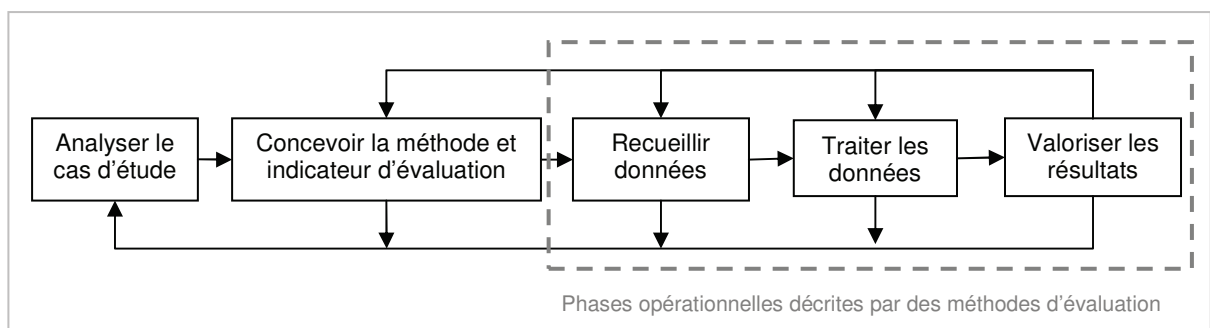 Analyser le
cas d'étude
Concevoir la méthode et
indicateur d'évaluation
Recueillir
données
Traiter les
données
Valoriser les
résultats
Phases opérationnelles décrites par des méthodes d'évaluation